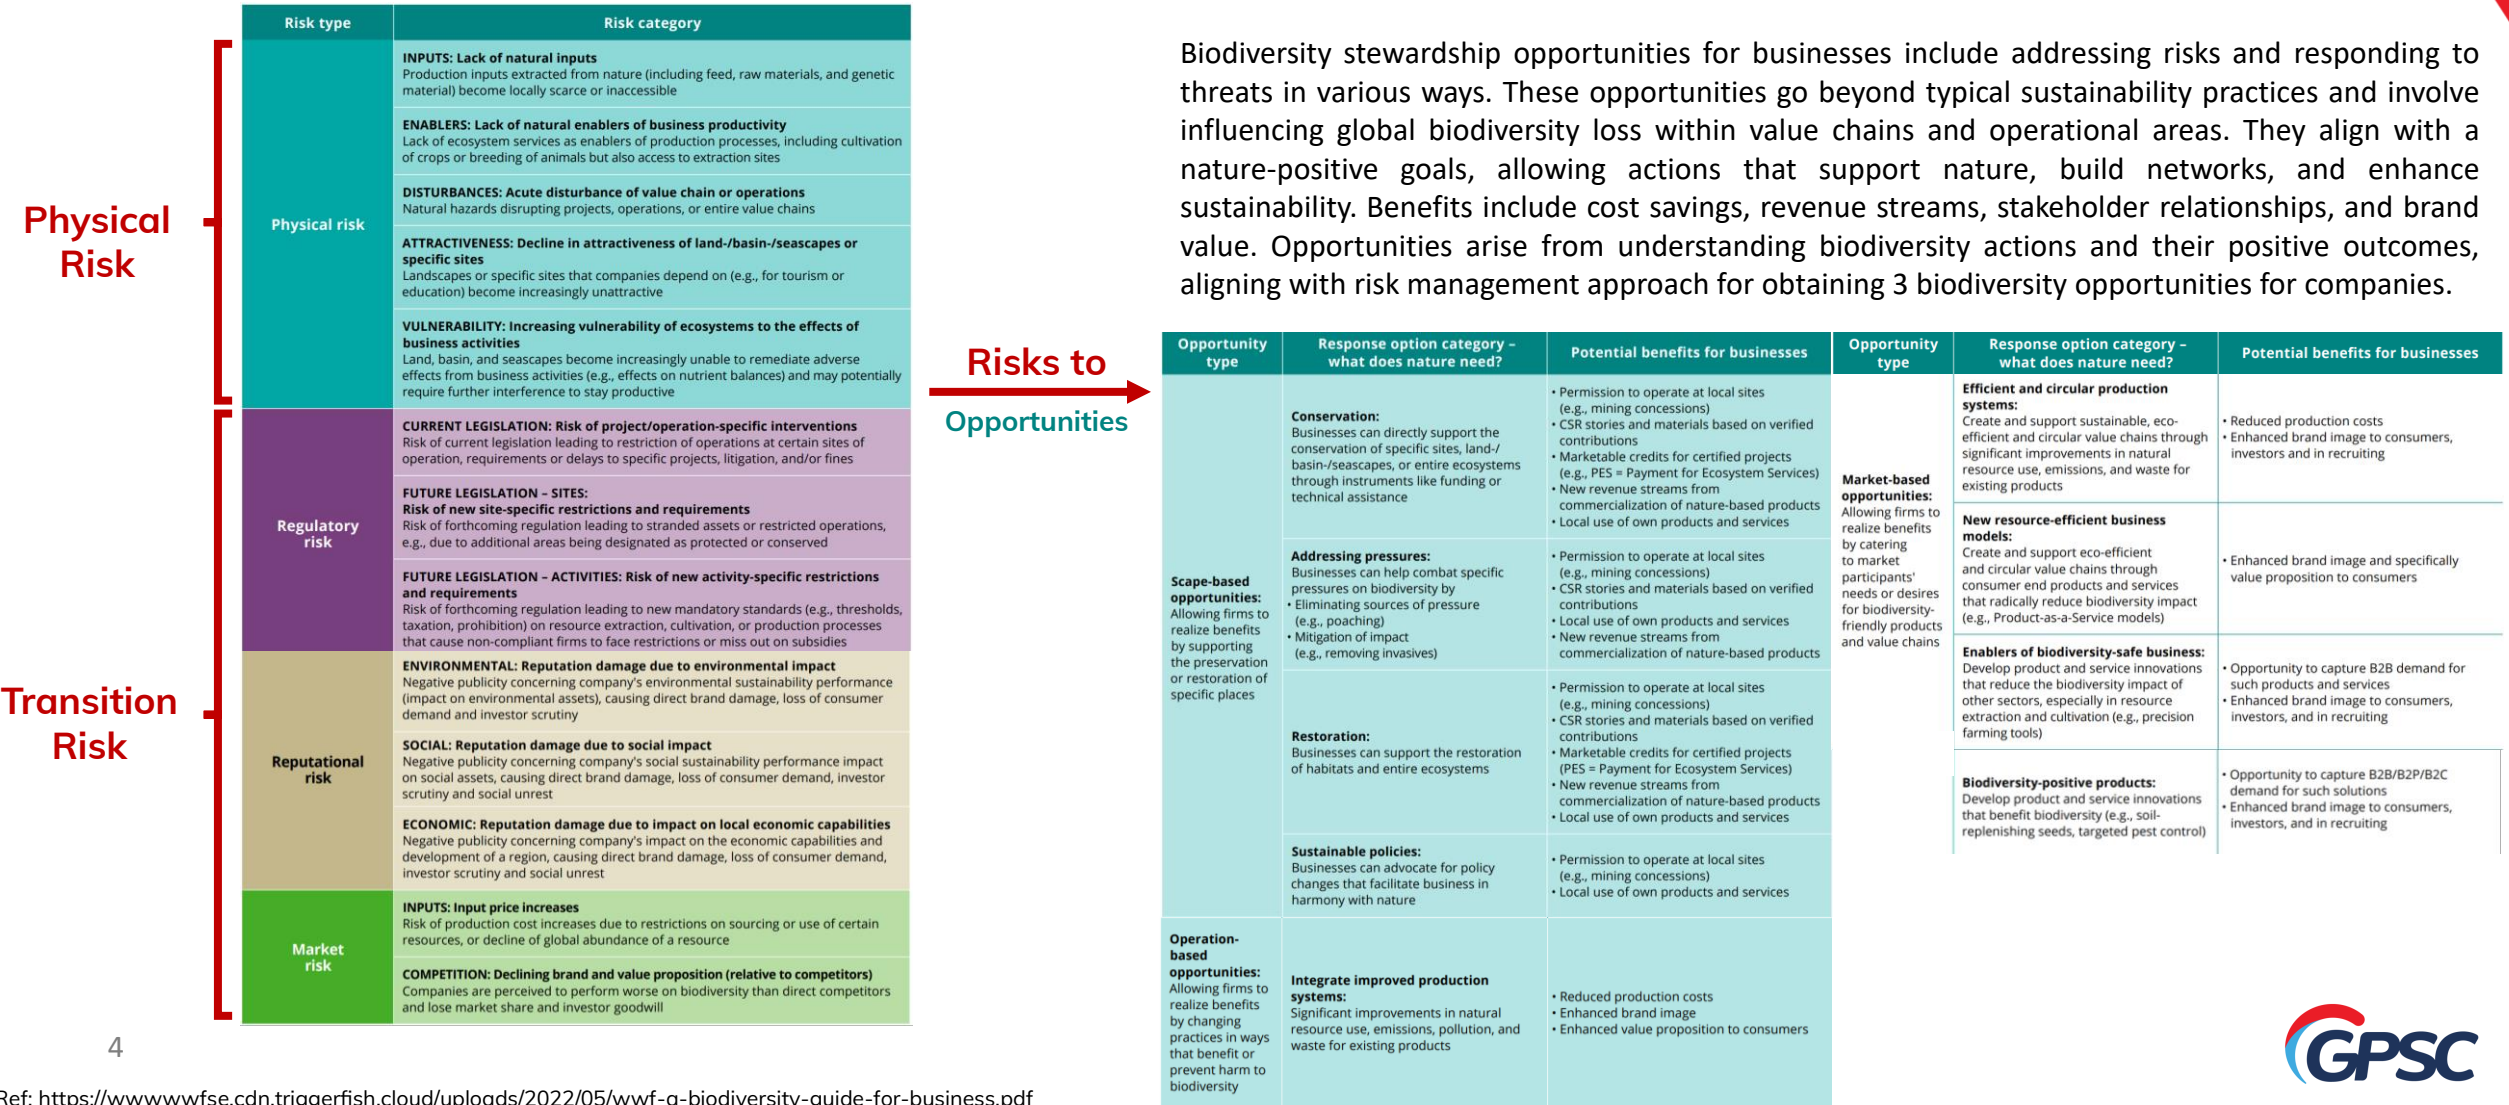 Physical
Risk
Transition
Risk
Risk type
Risk category
Physical risk
INPUTS: Lack of natural inputs
Production inputs extracted from nature (including feed, raw materials, and genetic
material) become locally scarce or inaccessible
ENABLERS: Lack of natural enablers of business productivity
Lack of ecosystem services as enablers of production processes, including cultivation
of crops or breeding of animals but also access to extraction sites
DISTURBANCES: Acute disturbance of value chain or operations
Natural hazards disrupting projects, operations, or entire value chains
ATTRACTIVENESS: Decline in attractiveness of land-/basin-/seascapes or
specific sites
Landscapes or specific sites that companies depend on (e.g., for tourism or
education) become increasingly unattractive
VULNERABILITY: Increasing vulnerability of ecosystems to the effects of
business activities
Land, basin, and seascapes become increasingly unable to remediate adverse
effects from business activities (e.g., effects on nutrient balances) and may potentially
require further interference to stay productive
Regulatory
risk
CURRENT LEGISLATION: Risk of project/operation-specific interventions
Risk of current legislation leading to restriction of operations at certain sites of
operation, requirements or delays to specific projects, litigation, and/or fines
FUTURE LEGISLATION – SITES:
Risk of new site-specific restrictions and requirements
Risk of forthcoming regulation leading to stranded assets or restricted operations,
e.g., due to additional areas being designated as protected or conserved
FUTURE LEGISLATION – ACTIVITIES: Risk of new activity-specific restrictions
and requirements
Risk of forthcoming regulation leading to new mandatory standards (e.g., thresholds,
taxation, prohibition) on resource extraction, cultivation, or production processes
that cause non-compliant firms to face restrictions or miss out on subsidies
Reputational
risk
ENVIRONMENTAL: Reputation damage due to environmental impact
Negative publicity concerning company's environmental sustainability performance
(impact on environmental assets), causing direct brand damage, loss of consumer
demand and investor scrutiny
SOCIAL: Reputation damage due to social impact
Negative publicity concerning company's social sustainability performance impact
on social assets, causing direct brand damage, loss of consumer demand, investor
scrutiny and social unrest
ECONOMIC: Reputation damage due to impact on local economic capabilities
Negative publicity concerning company's impact on the economic capabilities and
development of a region, causing direct brand damage, loss of consumer demand,
investor scrutiny and social unrest
Market
risk
INPUTS: Input price increases
Risk of production cost increases due to restrictions on sourcing or use of certain
resources, or decline of global abundance of a resource
COMPETITION: Declining brand and value proposition (relative to competitors)
Companies are perceived to perform worse on biodiversity than direct competitors
and lose market share and investor goodwill
Risks to
Opportunities
Biodiversity stewardship opportunities for businesses include addressing risks and responding to
threats in various ways. These opportunities go beyond typical sustainability practices and involve
influencing global biodiversity loss within value chains and operational areas. They align with a
nature-positive goals, allowing actions that support nature, build networks, and enhance
sustainability. Benefits include cost savings, revenue streams, stakeholder relationships, and brand
value. Opportunities arise from understanding biodiversity actions and their positive outcomes,
aligning with risk management approach for obtaining 3 biodiversity opportunities for companies.
Opportunity
type
Response option category –
what does nature need?
Potential benefits for businesses
Scape-based
opportunities:
Allowing firms to
realize benefits
by supporting
the preservation
or restoration of
specific places
Conservation:
Businesses can directly support the
conservation of specific sites, land-/
basin-/seascapes, or entire ecosystems
through instruments like funding or
technical assistance
• Permission to operate at local sites
(e.g., mining concessions)
• CSR stories and materials based on verified
contributions
• Marketable credits for certified projects
(e.g., PES = Payment for Ecosystem Services)
• New revenue streams from
commercialization of nature-based products
• Local use of own products and services
Addressing pressures:
Businesses can help combat specific
pressures on biodiversity by
• Eliminating sources of pressure
(e.g., poaching)
• Mitigation of impact
(e.g., removing invasives)
• Permission to operate at local sites
(e.g., mining concessions)
• CSR stories and materials based on verified
contributions
• Local use of own products and services
• New revenue streams from
commercialization of nature-based products
Restoration:
Businesses can support the restoration
of habitats and entire ecosystems
• Permission to operate at local sites
(e.g., mining concessions)
• CSR stories and materials based on verified
contributions
• Marketable credits for certified projects
(PES = Payment for Ecosystem Services)
• New revenue streams from
commercialization of nature-based products
• Local use of own products and services
Sustainable policies:
Businesses can advocate for policy
changes that facilitate business in
harmony with nature
• Permission to operate at local sites
(e.g., mining concessions)
• Local use of own products and services
Operation-
based
opportunities:
Allowing firms to
realize benefits
by changing
practices in ways
that benefit or
prevent harm to
biodiversity
Integrate improved production
systems:
Significant improvements in natural
resource use, emissions, pollution, and
waste for existing products
• Reduced production costs
• Enhanced brand image
• Enhanced value proposition to consumers
Opportunity
type
Response option category –
what does nature need?
Potential benefits for businesses
Market-based
opportunities:
Allowing firms to
realize benefits
by catering
to market
participants'
needs or desires
for biodiversity-
friendly products
and value chains
Efficient and circular production
systems:
Create and support sustainable, eco-
efficient and circular value chains through
significant improvements in natural
resource use, emissions, and waste for
existing products
• Reduced production costs
• Enhanced brand image to consumers,
investors and in recruiting
New resource-efficient business
models:
Create and support eco-efficient
and circular value chains through
consumer end products and services
that radically reduce biodiversity impact
(e.g., Product-as-a-Service models)
• Enhanced brand image and specifically
value proposition to consumers
Enablers of biodiversity-safe business:
Develop product and service innovations
that reduce the biodiversity impact of
other sectors, especially in resource
extraction and cultivation (e.g., precision
farming tools)
• Opportunity to capture B2B demand for
such products and services
• Enhanced brand image to consumers,
investors, and in recruiting
Biodiversity-positive products:
Develop product and service innovations
that benefit biodiversity (e.g., soil-
replenishing seeds, targeted pest control)
• Opportunity to capture B2B/B2P/B2C
demand for such solutions
• Enhanced brand image to consumers,
investors, and in recruiting
GPSC
4
Ref: https://wwwwwfse.cdn.triggerfish.cloud/uploads/2022/05/wwf-a-biodiversity-guide-for-business.pdf